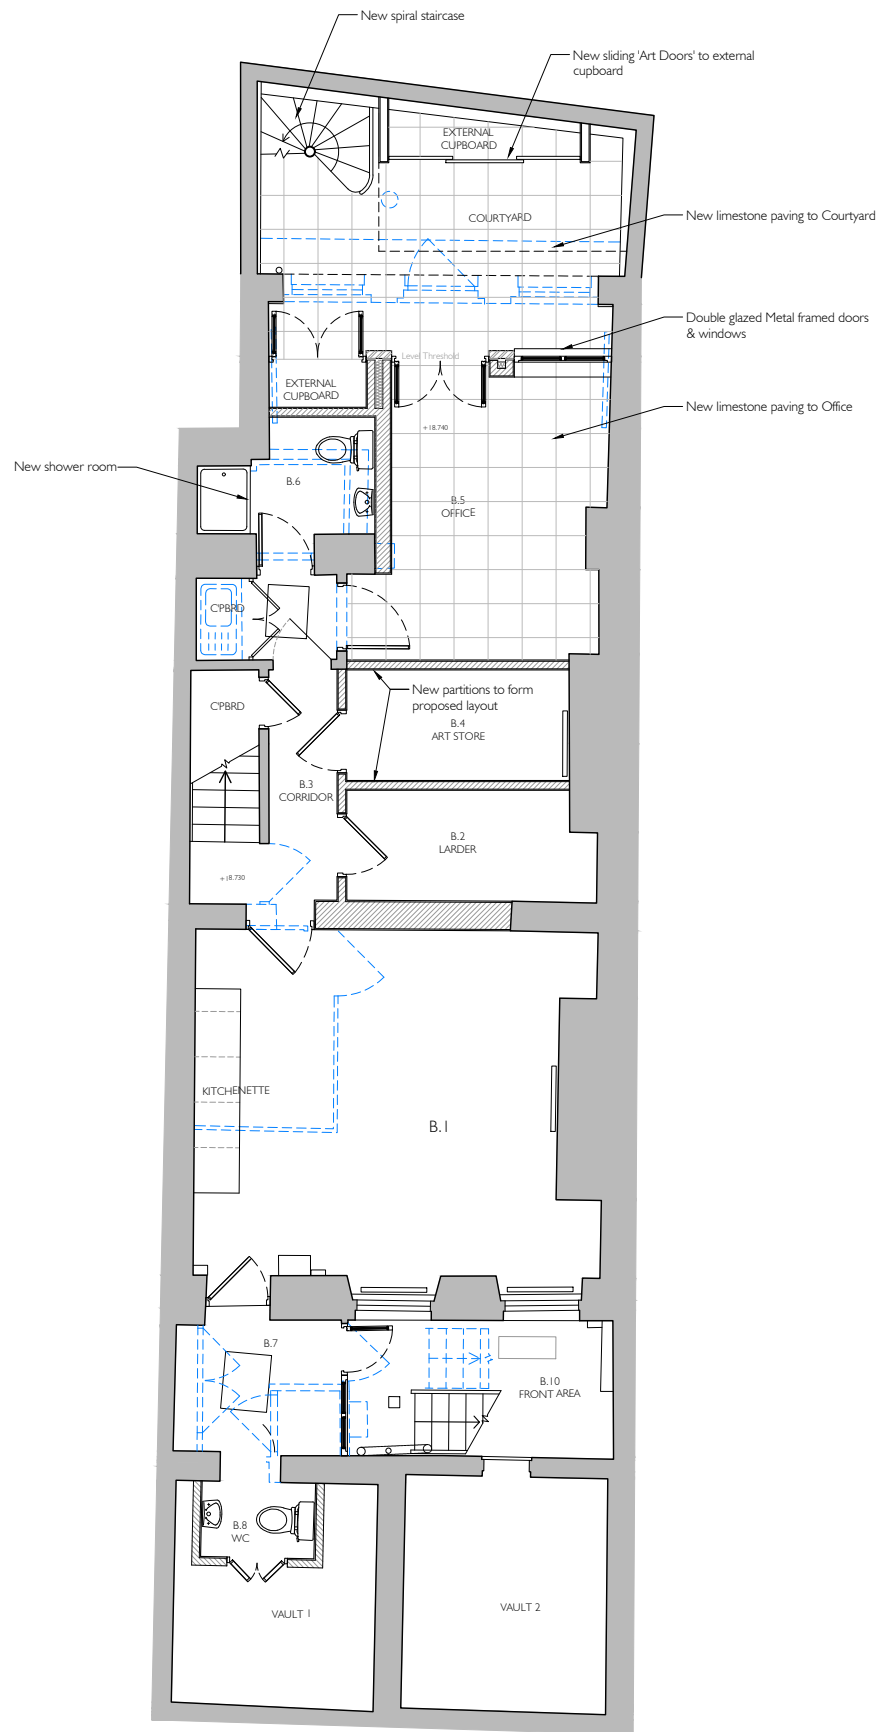 New spiral staircase
New sliding 'Art Doors' to external
cupboard
EXTERNAL
CUPBOARD
COURTYARD
New limestone paving to Courtyard
Double glazed Metal framed doors
& windows
Level Threshold
EXTERNAL
CUPBOARD
New limestone paving to Office
+18.740
New shower room
B.6
B.5
OFFICE
C'PBRD
New partitions to form
proposed layout
C'PBRD
B.4
ART STORE
B.3
CORRIDOR
B.2
LARDER
+18.730
KITCHENETTE
B.1
B.7
B.10
FRONT AREA
B.8
WC
VAULT 1
VAULT 2